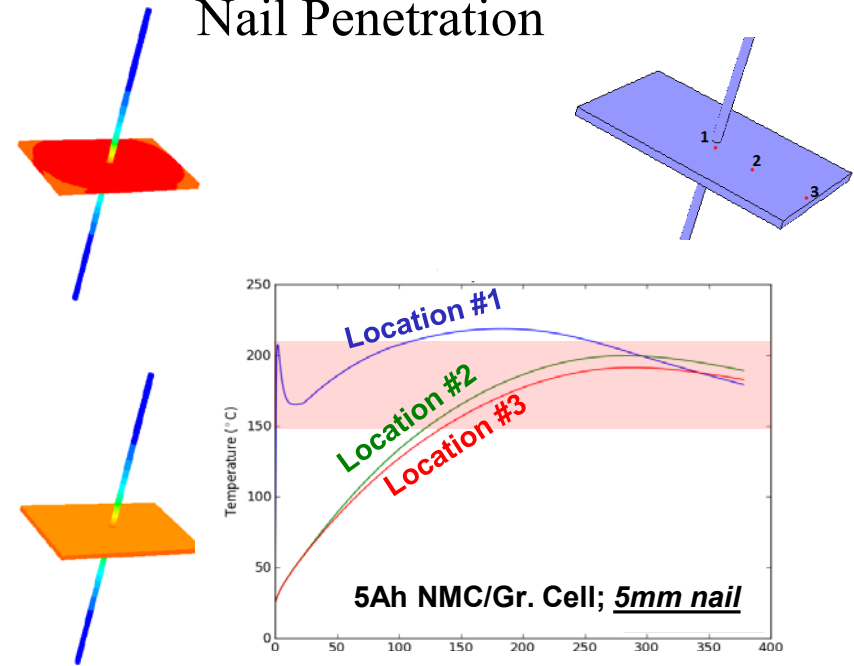 Nail Penetration
1
2
3
250
200
150
100
50
0
Temperature (°C)
Location #1
Location #2
Location #3
5Ah NMC/Gr. Cell; 5mm nail
0 50 100 150 200 250 300 350 400